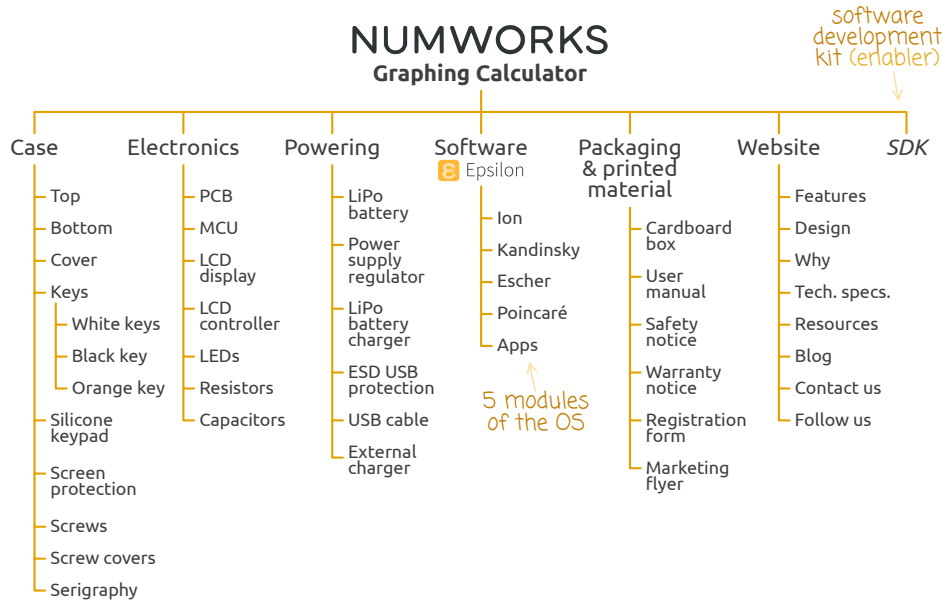 software
development
kit (enabler)
NUMWORKS
Graphing Calculator
Case
Top
Bottom
Cover
Keys
White keys
Black key
Orange key
Silicone
keypad
Screen
protection
Screws
Screw covers
Serigraphy
Electronics
PCB
MCU
LCD
display
LCD
controller
LEDs
Resistors
Capacitors
Powering
LiPo
battery
Power
supply
regulator
LiPo
battery
charger
ESD USB
protection
USB cable
External
charger
Software
Epsilon
Ion
Kandinsky
Escher
Poincaré
Apps
5 modules
of the OS
Packaging
& printed
material
Cardboard
box
User
manual
Safety
notice
Warranty
notice
Registration
form
Marketing
flyer
Website
Features
Design
Why
Tech. specs.
Resources
Blog
Contact us
Follow us
SDK